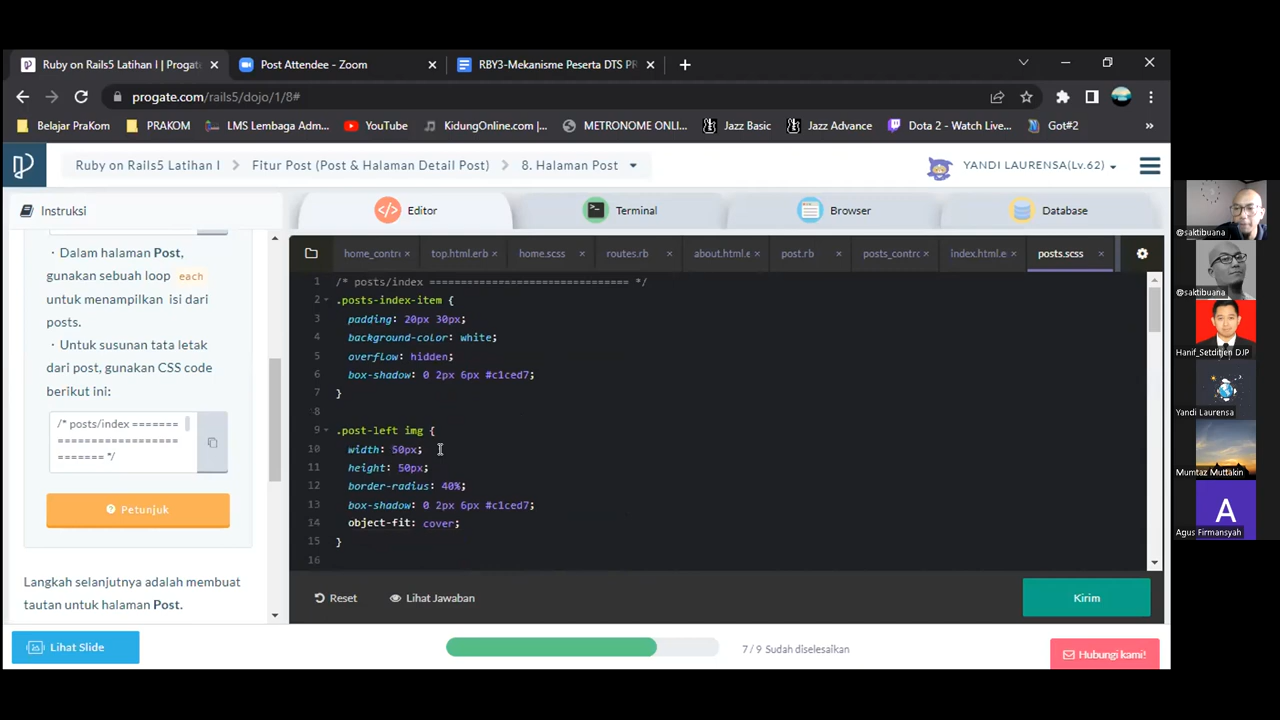 Ruby on Rails5 Latihan I | Progate
Post Attendee - Zoom
RBY3-Mekanisme Peserta DTS PR
progate.com/rails5/dojo/1/8#
Belajar PraKom
PRAKOM
LMS Lembaga Adm...
YouTube
KidungOnline.com |...
METRONOME ONLI...
Jazz Basic
Jazz Advance
Dota 2 - Watch Live...
Got#2
»
Ruby on Rails5 Latihan I
Fitur Post (Post & Halaman Detail Post)
8. Halaman Post
YANDI LAURENSA(Lv.62)
Instruksi
Editor
Terminal
Browser
Database
home_contr
top.html.erb
home.scss
routes.rb
about.html.e
post.rb
posts_contrc
index.html.e
posts.scss
· Dalam halaman Post,
gunakan sebuah loop each
untuk menampilkan isi dari
posts.
· Untuk susunan tata letak
dari post, gunakan CSS code
berikut ini:
/* posts/index =======
====================
======= */
Petunjuk
Langkah selanjutnya adalah membuat
tautan untuk halaman Post.
1 /* posts/index ================================ */
2 .posts-index-item {
3 padding: 20px 30px;
4 background-color: white;
5 overflow: hidden;
6 box-shadow: 0 2px 6px #c1ced7;
7 }
8
9 .post-left img {
10 width: 50px;
11 height: 50px;
12 border-radius: 40%;
13 box-shadow: 0 2px 6px #c1ced7;
14 object-fit: cover;
15 }
16
Reset
Lihat Jawaban
Kirim
Lihat Slide
7 / 9 Sudah diselesaikan
Hubungi kami!
@saktibuana
@saktibuana
Hanif_Setditjen DJP
Yandi Laurensa
Mumtaz Muttakin
A
Agus Firmansyah